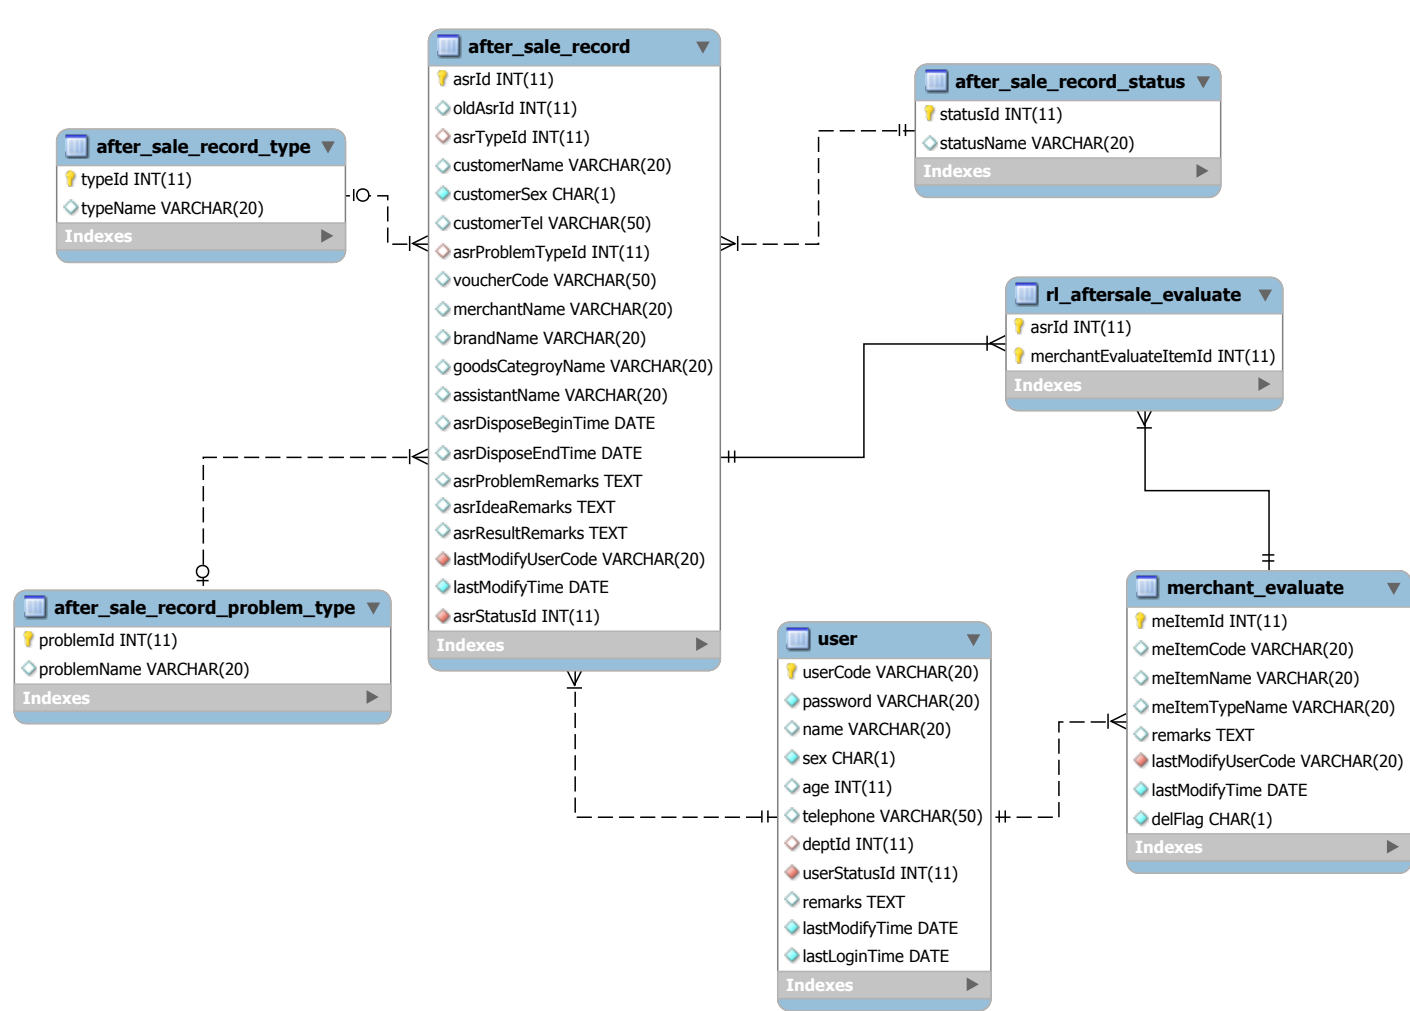 after_sale_record
asrId INT(11)
oldAsrId INT(11)
asrTypeId INT(11)
customerName VARCHAR(20)
customerSex CHAR(1)
customerTel VARCHAR(50)
asrProblemTypeId INT(11)
voucherCode VARCHAR(50)
merchantName VARCHAR(20)
brandName VARCHAR(20)
goodsCategroyName VARCHAR(20)
assistantName VARCHAR(20)
asrDisposeBeginTime DATE
asrDisposeEndTime DATE
asrProblemRemarks TEXT
asrIdeaRemarks TEXT
asrResultRemarks TEXT
lastModifyUserCode VARCHAR(20)
lastModifyTime DATE
asrStatusId INT(11)
Indexes
after_sale_record_status
statusId INT(11)
statusName VARCHAR(20)
Indexes
after_sale_record_type
typeId INT(11)
typeName VARCHAR(20)
Indexes
rl_aftersale_evaluate
asrId INT(11)
merchantEvaluateItemId INT(11)
Indexes
after_sale_record_problem_type
problemId INT(11)
problemName VARCHAR(20)
Indexes
user
userCode VARCHAR(20)
password VARCHAR(20)
name VARCHAR(20)
sex CHAR(1)
age INT(11)
telephone VARCHAR(50)
deptId INT(11)
userStatusId INT(11)
remarks TEXT
lastModifyTime DATE
lastLoginTime DATE
Indexes
merchant_evaluate
meItemId INT(11)
meItemCode VARCHAR(20)
meItemName VARCHAR(20)
meItemTypeName VARCHAR(20)
remarks TEXT
lastModifyUserCode VARCHAR(20)
lastModifyTime DATE
delFlag CHAR(1)
Indexes